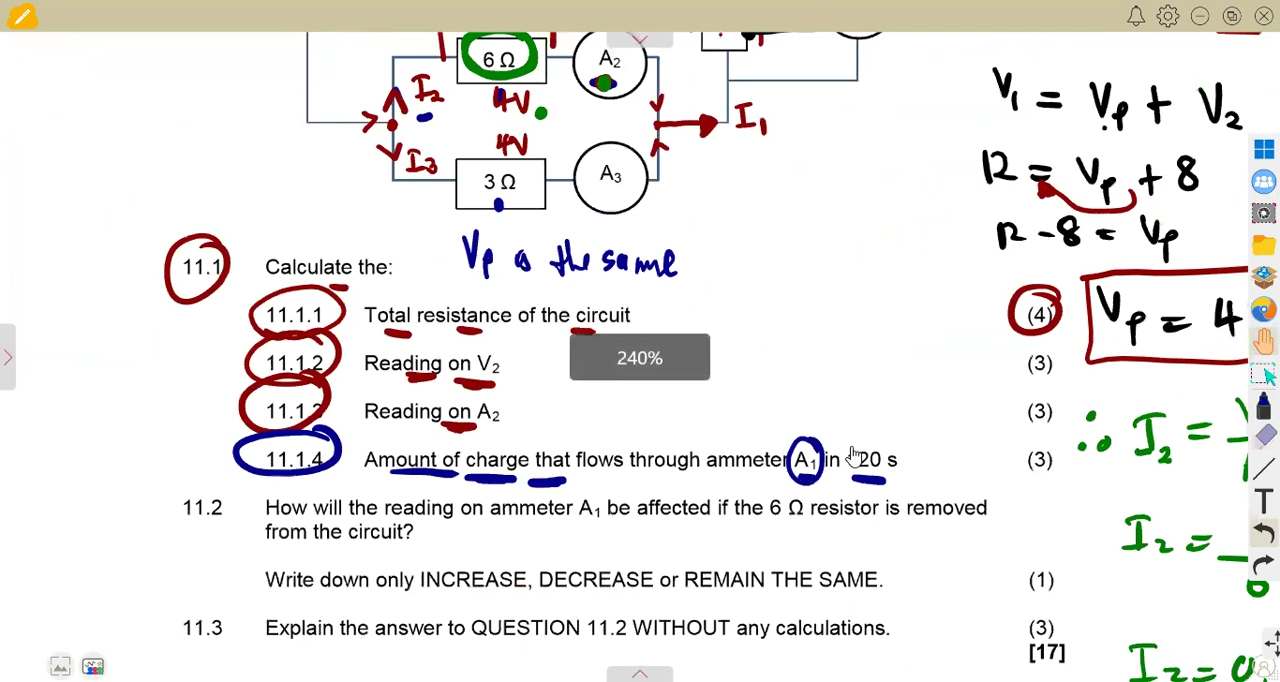 6 Ω
A2
I2
4V
I1
4V
I3
3 Ω
A3
Vp is the same
V1 = Vp + V2
12 = Vp + 8
12 - 8 = Vp
Vp = 4
∴ I2 =
I2 =
I2 = 0,
11.1 Calculate the:
11.1.1 Total resistance of the circuit (4)
240%
11.1.2 Reading on V2 (3)
11.1.3 Reading on A2 (3)
11.1.4 Amount of charge that flows through ammeter A1 in 120 s (3)
11.2 How will the reading on ammeter A1 be affected if the 6 Ω resistor is removed
from the circuit?
Write down only INCREASE, DECREASE or REMAIN THE SAME. (1)
11.3 Explain the answer to QUESTION 11.2 WITHOUT any calculations. (3)
[17]